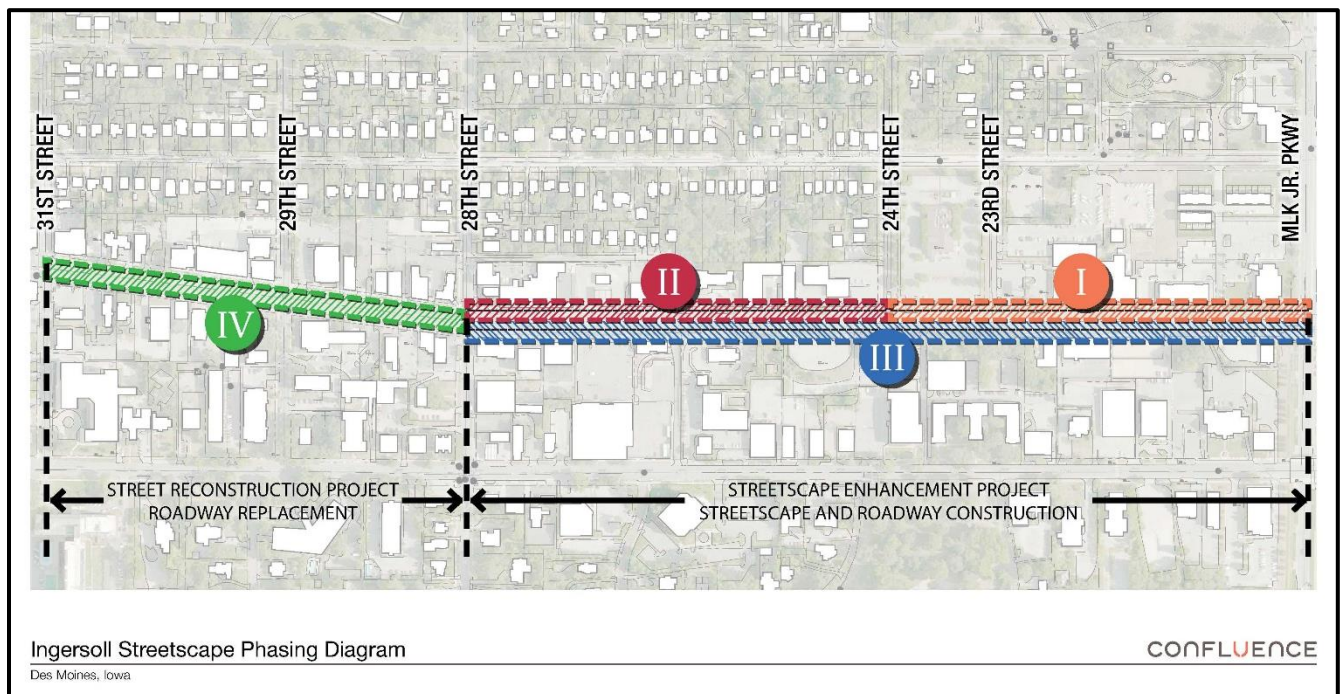 31ST STREET
29TH STREET
28TH STREET
24TH STREET
23RD STREET
MLK JR. PKWY
II
I
IV
III
STREET RECONSTRUCTION PROJECT
ROADWAY REPLACEMENT
STREETSCAPE ENHANCEMENT PROJECT
STREETSCAPE AND ROADWAY CONSTRUCTION
Ingersoll Streetscape Phasing Diagram
CONFLUENCE
Des Moines, Iowa